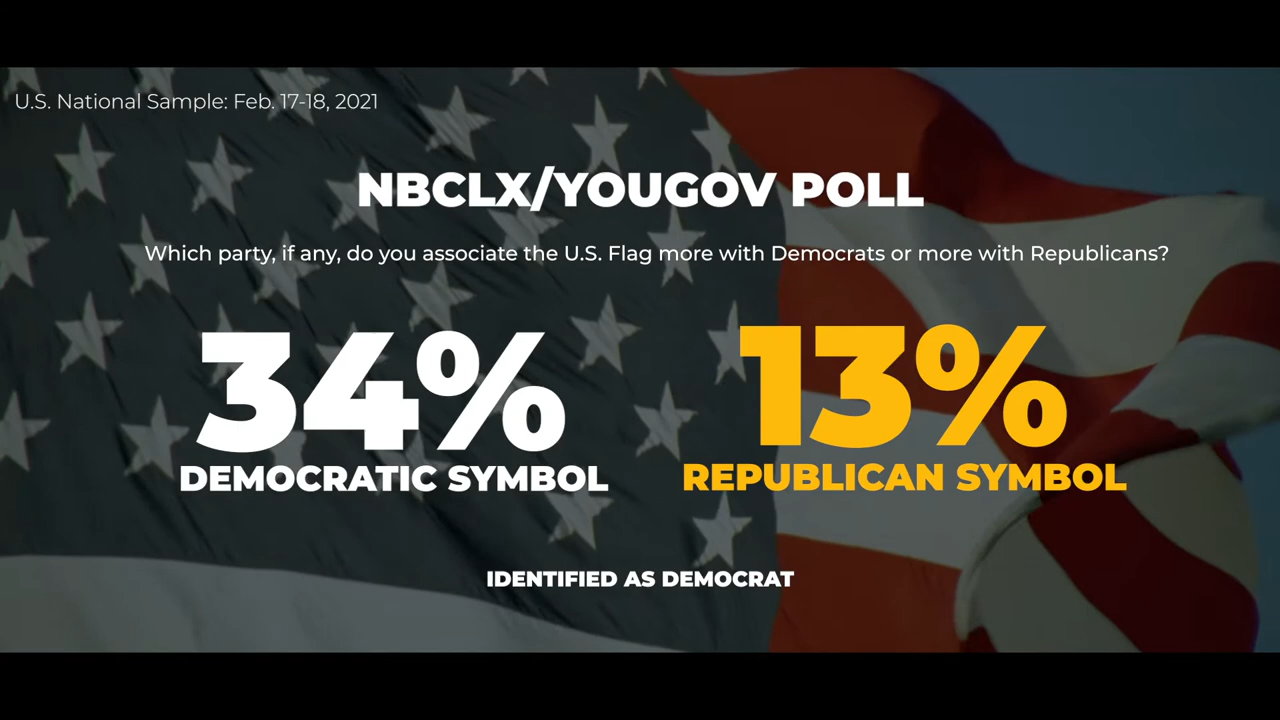 U.S. National Sample: Feb. 17-18, 2021
NBCLX/YOUGOV POLL
Which party, if any, do you associate the U.S. Flag more with Democrats or more with Republicans?
34% 13%
DEMOCRATIC SYMBOL REPUBLICAN SYMBOL
IDENTIFIED AS DEMOCRAT